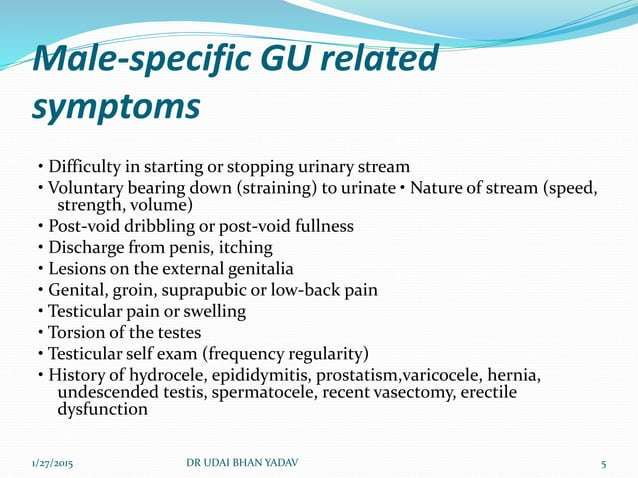 Male-specific GU related
symptoms
• Difficulty in starting or stopping urinary stream
• Voluntary bearing down (straining) to urinate • Nature of stream (speed,
strength, volume)
• Post-void dribbling or post-void fullness
• Discharge from penis, itching
• Lesions on the external genitalia
• Genital, groin, suprapubic or low-back pain
• Testicular pain or swelling
• Torsion of the testes
• Testicular self exam (frequency regularity)
• History of hydrocele, epididymitis, prostatism,varicocele, hernia,
undescended testis, spermatocele, recent vasectomy, erectile
dysfunction
1/27/2015 DR UDAI BHAN YADAV 5